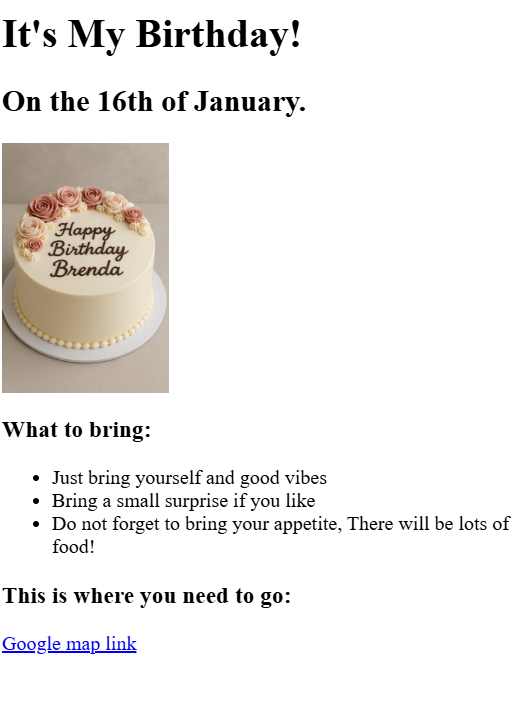 It's My Birthday!
On the 16th of January.
Happy
Birthday
Brenda
What to bring:
Just bring yourself and good vibes
Bring a small surprise if you like
Do not forget to bring your appetite, There will be lots of
food!
This is where you need to go:
Google map link